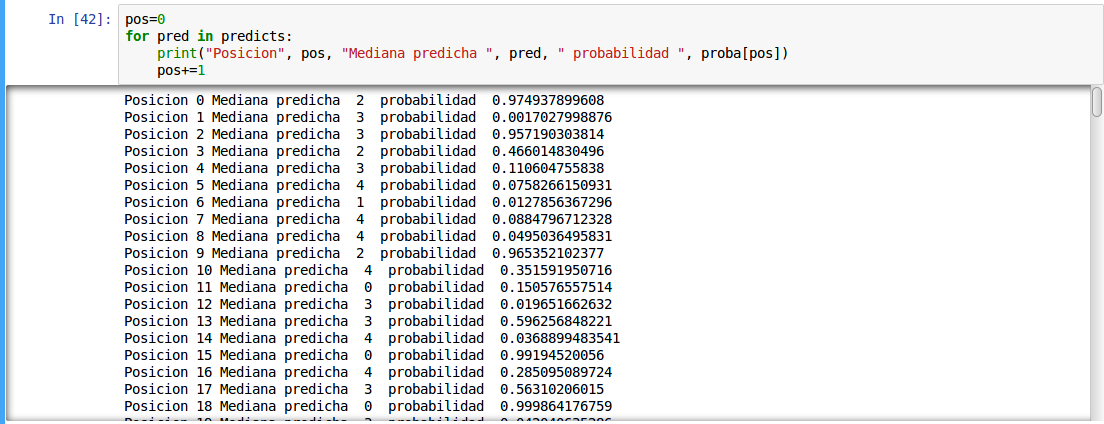 In [42]: pos=0
for pred in predicts:
print("Posicion", pos, "Mediana predicha ", pred, " probabilidad ", proba[pos])
pos+=1
Posicion 0 Mediana predicha  2  probabilidad  0.974937899608
Posicion 1 Mediana predicha  3  probabilidad  0.0017027998876
Posicion 2 Mediana predicha  3  probabilidad  0.957190303814
Posicion 3 Mediana predicha  2  probabilidad  0.466014830496
Posicion 4 Mediana predicha  3  probabilidad  0.110604755838
Posicion 5 Mediana predicha  4  probabilidad  0.0758266150931
Posicion 6 Mediana predicha  1  probabilidad  0.0127856367296
Posicion 7 Mediana predicha  4  probabilidad  0.0884796712328
Posicion 8 Mediana predicha  4  probabilidad  0.0495036495831
Posicion 9 Mediana predicha  2  probabilidad  0.965352102377
Posicion 10 Mediana predicha  4  probabilidad  0.351591950716
Posicion 11 Mediana predicha  0  probabilidad  0.150576557514
Posicion 12 Mediana predicha  3  probabilidad  0.019651662632
Posicion 13 Mediana predicha  3  probabilidad  0.596256848221
Posicion 14 Mediana predicha  4  probabilidad  0.0368899483541
Posicion 15 Mediana predicha  0  probabilidad  0.99194520056
Posicion 16 Mediana predicha  4  probabilidad  0.285095089724
Posicion 17 Mediana predicha  3  probabilidad  0.56310206015
Posicion 18 Mediana predicha  0  probabilidad  0.999864176759